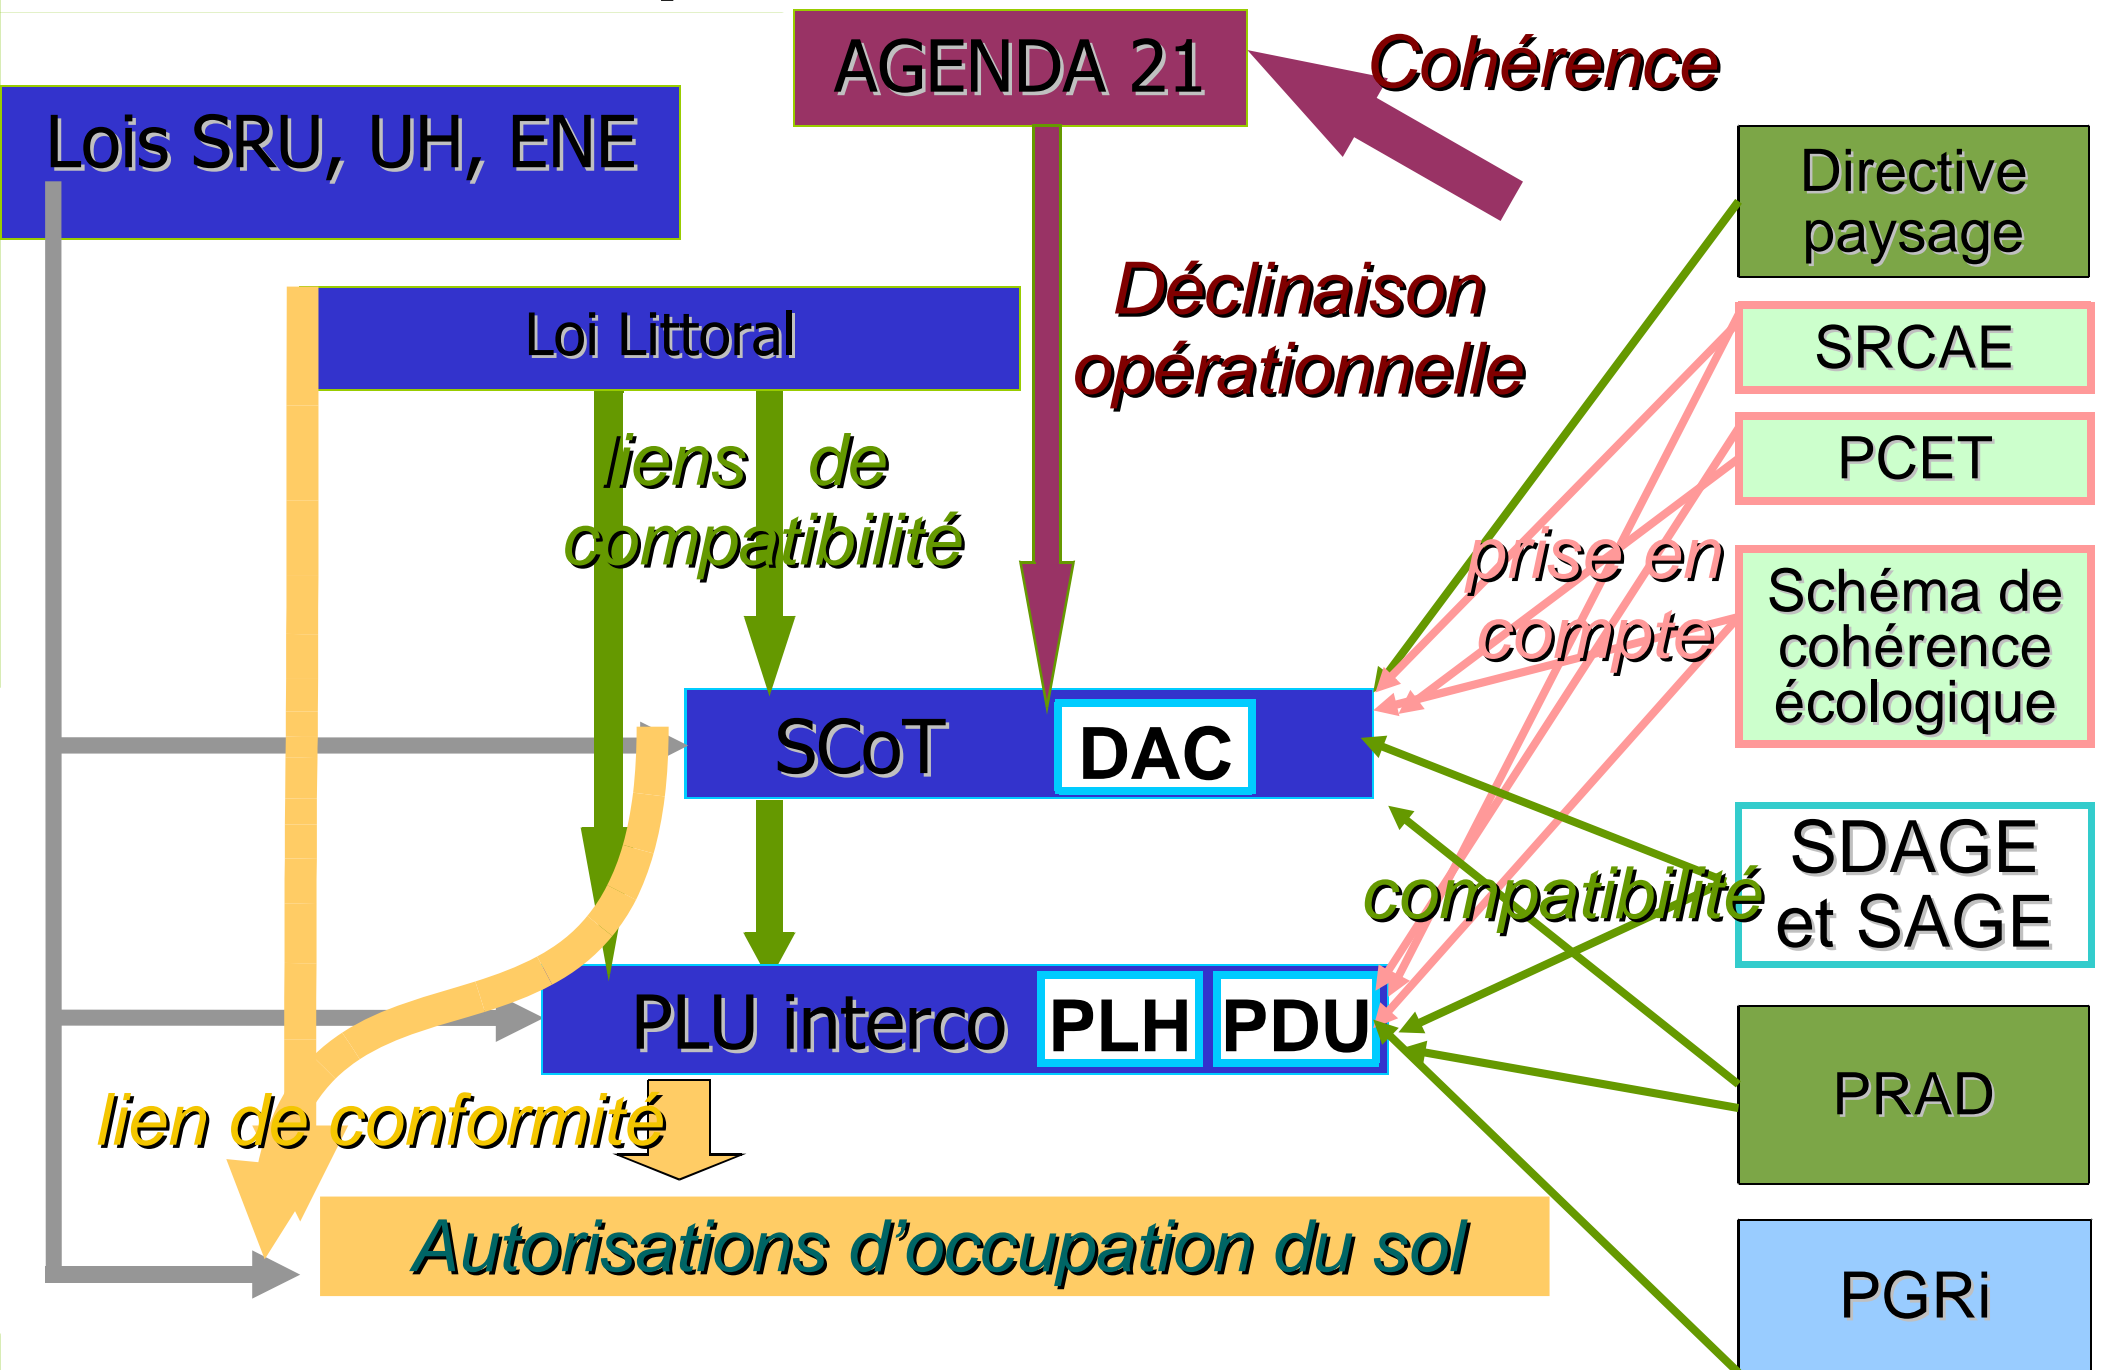 AGENDA 21
Cohérence
Lois SRU, UH, ENE
Directive
paysage
Loi Littoral
Déclinaison
opérationnelle
SRCAE
PCET
liens de
compatibilité
prise en
compte
Schéma de
cohérence
écologique
SCoT
DAC
SDAGE
et SAGE
compatibilité
PLU interco
PLH
PDU
PRAD
lien de conformité
Autorisations d’occupation du sol
PGRi